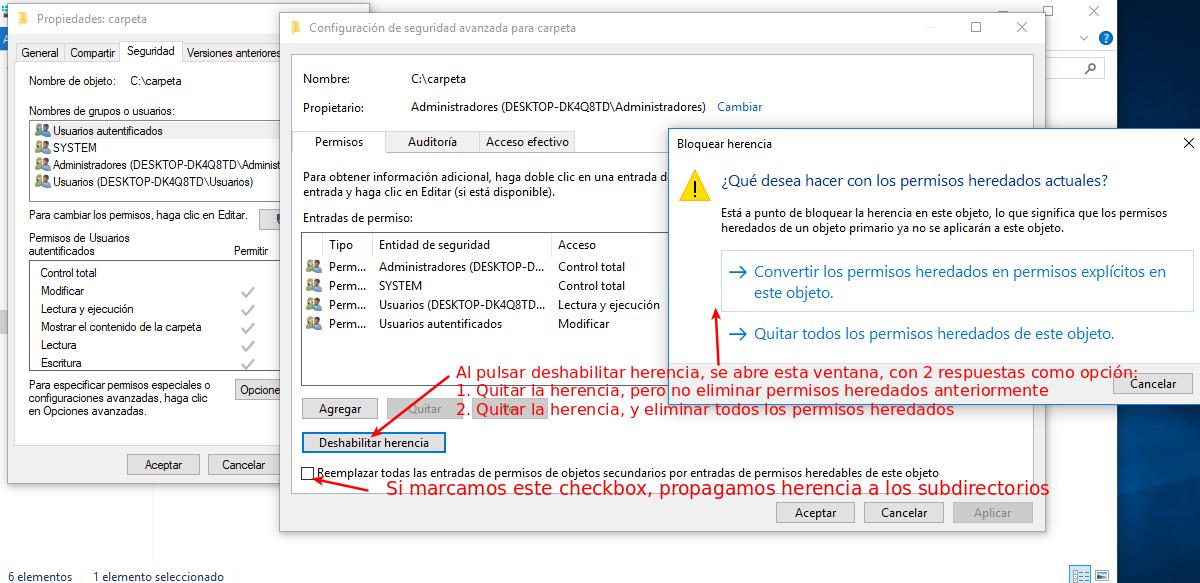 Propiedades: carpeta
General
Compartir
Seguridad
Versiones anteriores
Nombre de objeto: C:\carpeta
Nombres de grupos o usuarios:
Usuarios autentificados
SYSTEM
Administradores (DESKTOP-DK4Q8TD\Administ
Usuarios (DESKTOP-DK4Q8TD\Usuarios)
Para cambiar los permisos, haga clic en Editar.
Permisos de Usuarios
autentificados
Permitir
Control total
Modificar
Lectura y ejecución
Mostrar el contenido de la carpeta
Lectura
Escritura
Para especificar permisos especiales o
configuraciones avanzadas, haga clic
en Opciones avanzadas.
Opcione
Aceptar
Cancelar
6 elementos
1 elemento seleccionado
Configuración de seguridad avanzada para carpeta
Nombre: C:\carpeta
Propietario: Administradores (DESKTOP-DK4Q8TD\Administradores) Cambiar
Permisos
Auditoría
Acceso efectivo
Para obtener información adicional, haga doble clic en una entrada d
entrada y haga clic en Editar (si está disponible).
Entradas de permiso:
Tipo Entidad de seguridad Acceso
Perm... Administradores (DESKTOP-D... Control total
Perm... SYSTEM Control total
Perm... Usuarios (DESKTOP-DK4Q8TD... Lectura y ejecución
Perm... Usuarios autentificados Modificar
Agregar
Quitar
Deshabilitar herencia
Reemplazar todas las entradas de permisos de objetos secundarios por entradas de permisos heredables de este objeto
Si marcamos este checkbox, propagamos herencia a los subdirectorios
Aceptar
Cancelar
Aplicar
Bloquear herencia
¿Qué desea hacer con los permisos heredados actuales?
Está a punto de bloquear la herencia en este objeto, lo que significa que los permisos
heredados de un objeto primario ya no se aplicarán a este objeto.
Convertir los permisos heredados en permisos explícitos en
este objeto.
Quitar todos los permisos heredados de este objeto.
Cancelar
Al pulsar deshabilitar herencia, se abre esta ventana, con 2 respuestas como opción:
1. Quitar la herencia, pero no eliminar permisos heredados anteriormente
2. Quitar la herencia, y eliminar todos los permisos heredados